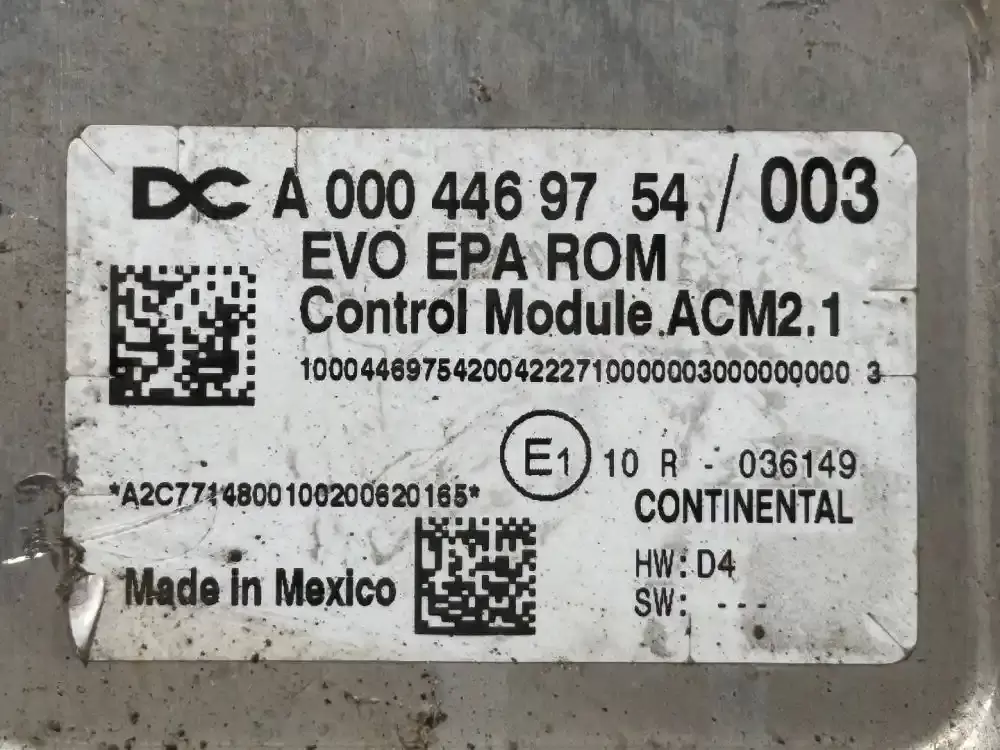 DC A 000 446 97 54 / 003
EVO EPA ROM
Control Module ACM2.1
10004469754200422271000000300000000 3
E1 10 R - 036149
*A2C7714800100200620165*
CONTINENTAL
HW: D4
Made in Mexico
SW: ---